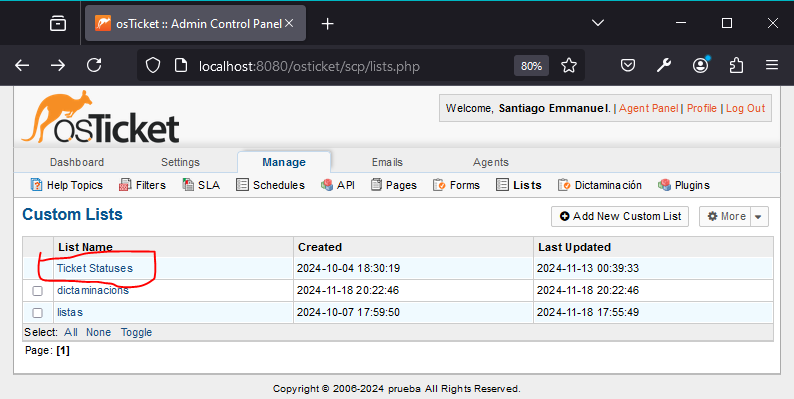 osTicket :: Admin Control Panel
localhost:8080/osticket/scp/lists.php 80%
osTicket
Welcome, Santiago Emmanuel. | Agent Panel | Profile | Log Out
Dashboard Settings Manage Emails Agents
Help Topics Filters SLA Schedules API Pages Forms Lists Dictaminación Plugins
Custom Lists
Add New Custom List More
List Name Created Last Updated
Ticket Statuses 2024-10-04 18:30:19 2024-11-13 00:39:33
dictaminacions 2024-11-18 20:22:46 2024-11-18 20:22:46
listas 2024-10-07 17:59:50 2024-11-18 17:55:49
Select: All None Toggle
Page: [1]
Copyright © 2006-2024 prueba All Rights Reserved.